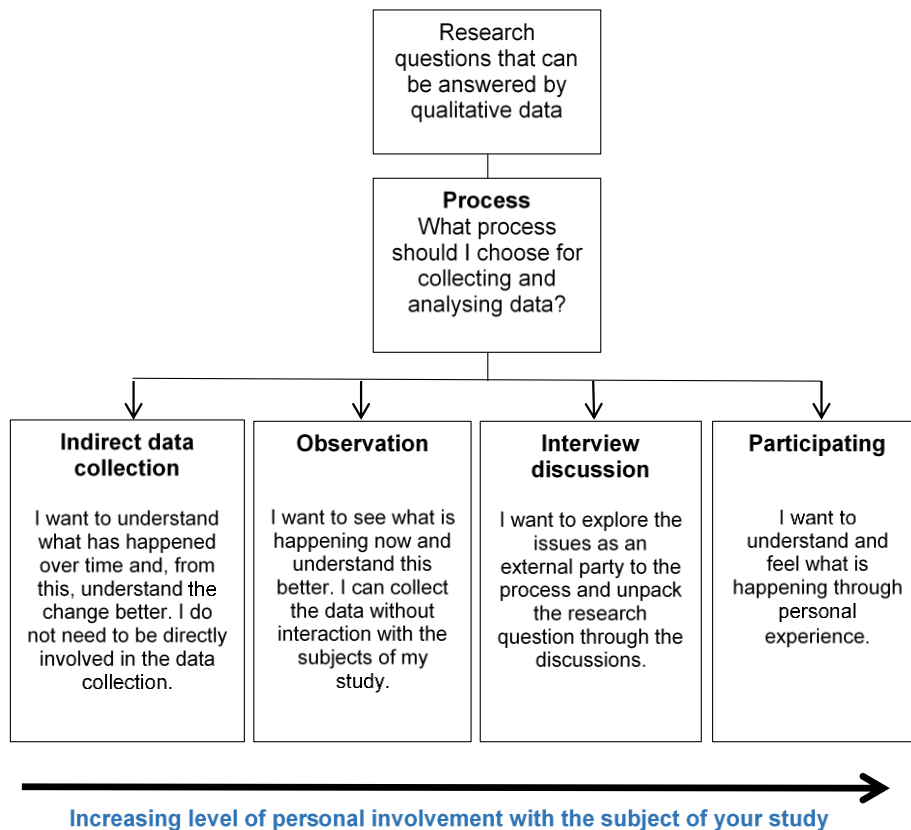 Research
questions that can
be answered by
qualitative data
Process
What process
should I choose for
collecting and
analysing data?
Indirect data
collection
I want to understand
what has happened
over time and, from
this, understand the
change better. I do
not need to be directly
involved in the data
collection.
Observation
I want to see what is
happening now and
understand this
better. I can collect
the data without
interaction with the
subjects of my
study.
Interview
discussion
I want to explore the
issues as an
external party to the
process and unpack
the research
question through the
discussions.
Participating
I want to
understand and
feel what is
happening through
personal
experience.
Increasing level of personal involvement with the subject of your study